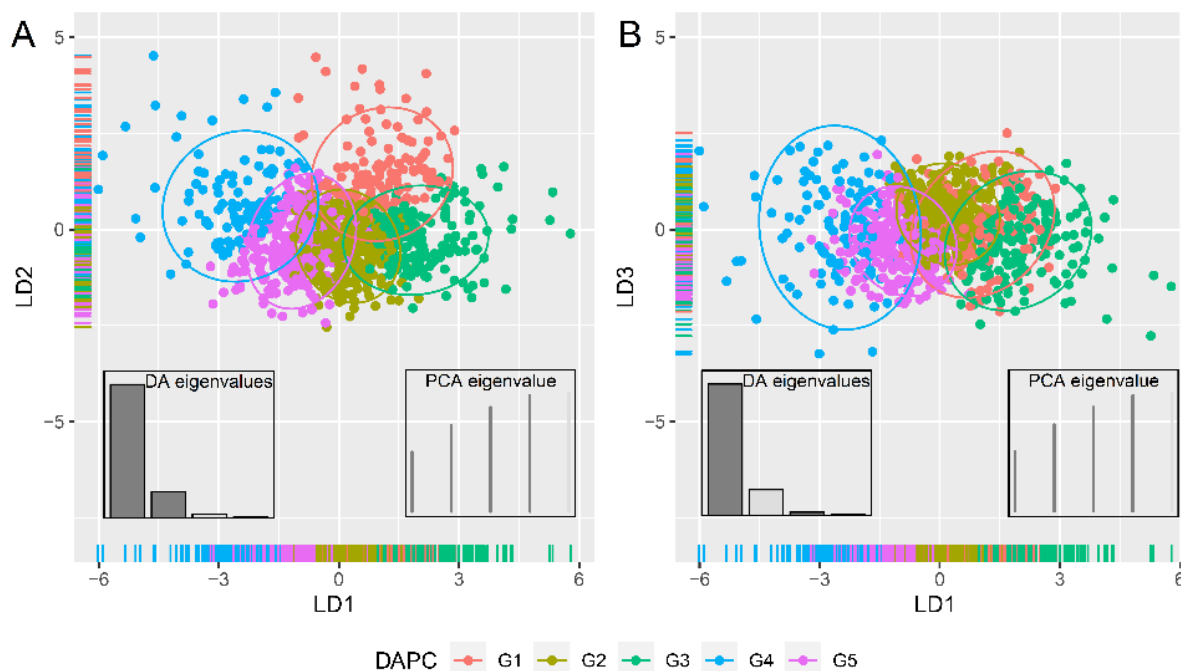 A
B
5
0
−5
LD2
DA eigenvalues
PCA eigenvalue
−6
−3
0
3
6
LD1
5
0
−5
LD3
DA eigenvalues
PCA eigenvalue
−6
−3
0
3
6
LD1
DAPC G1 G2 G3 G4 G5